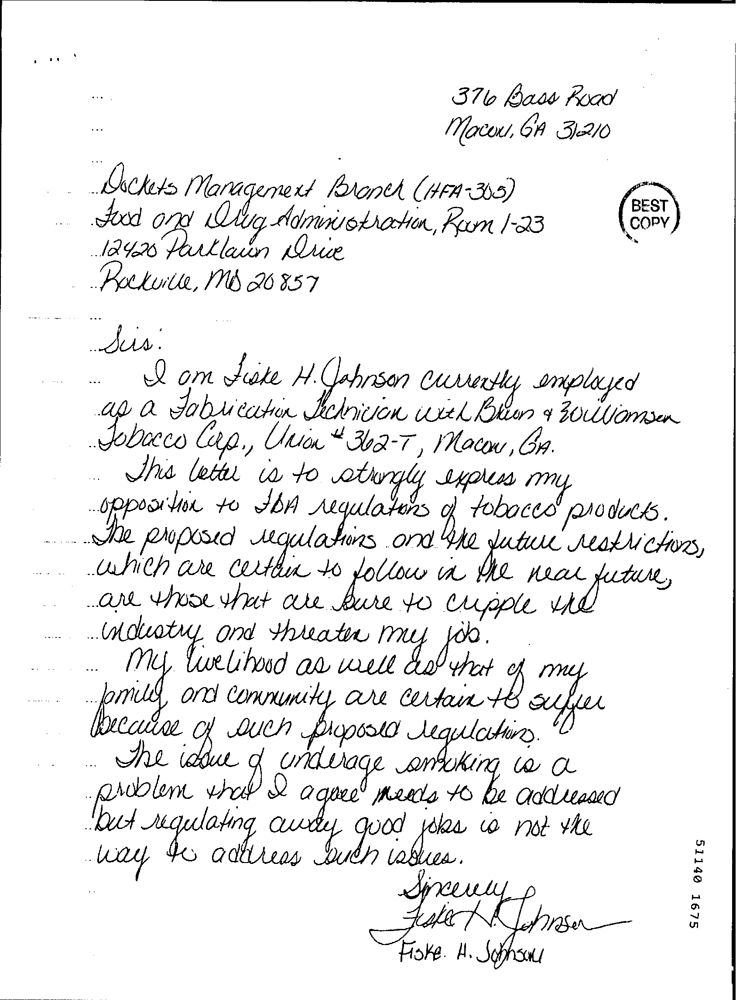 376 Bass Road
Macon, GA 31210
Dockets Management Branch (HFA-305)
Food and Drug Administration, Room 1-23
12420 Parklawn Drive
Rockville, MD 20857
BEST
COPY
Sirs:
I am Fiske H. Johnson currently employed
as a Fabrication Technician with Brown & Williamson
Tobacco Corp., Union # 362-T, Macon, GA.
This letter is to strongly express my
opposition to FDA regulations of tobacco products.
The proposed regulations and the future restrictions,
which are certain to follow in the near future,
are those that are sure to cripple the
industry and threaten my job.
My livelihood as well as that of my
family and community are certain to suffer
because of such proposed regulations.
The issue of underage smoking is a
problem that I agree needs to be addressed
but regulating away good jobs is not the
way to address such issues.
Sincerely,
Fiske H. Johnson
Fiske. H. Johnson
51140 1675